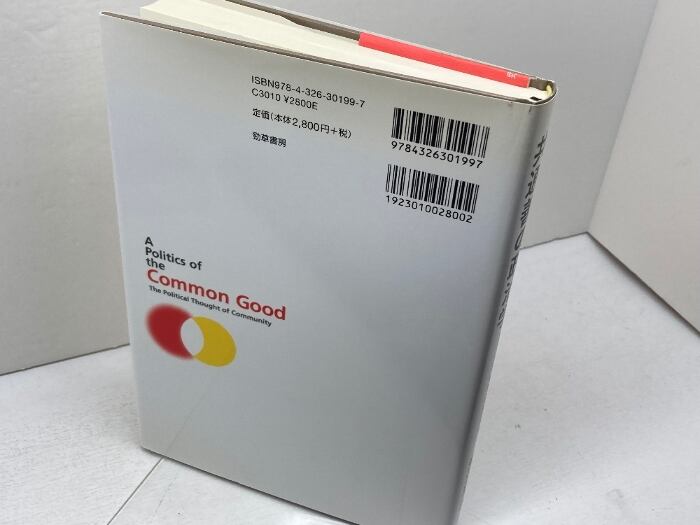 ISBN978-4-326-30199-7
C3010 ¥2800E
定価(本体2,800円+税)
勁草書房
9784326301997
1923010028002
A
Politics of
the
Common Good
The Political Thought of Community